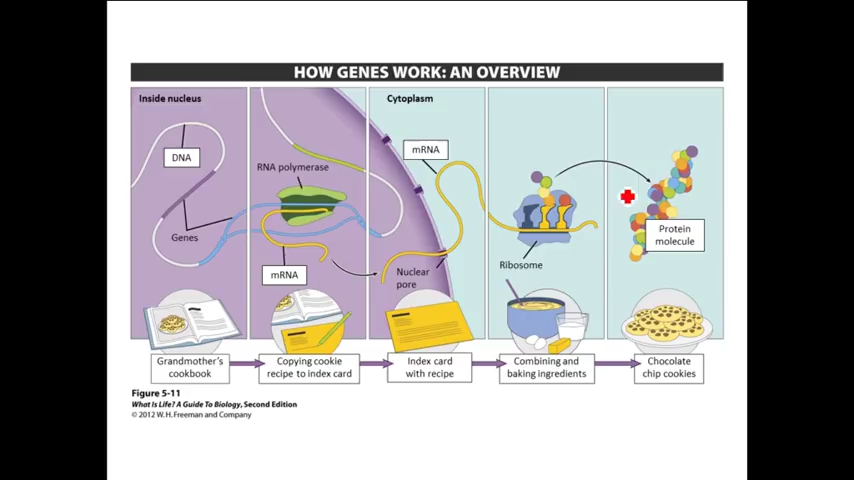 HOW GENES WORK: AN OVERVIEW
Inside nucleus
Cytoplasm
DNA
RNA polymerase
mRNA
Genes
mRNA
Nuclear
pore
Ribosome
Protein
molecule
Grandmother's
cookbook
Copying cookie
recipe to index card
Index card
with recipe
Combining and
baking ingredients
Chocolate
chip cookies
Figure 5-11
What Is Life? A Guide To Biology, Second Edition
© 2012 W. H. Freeman and Company